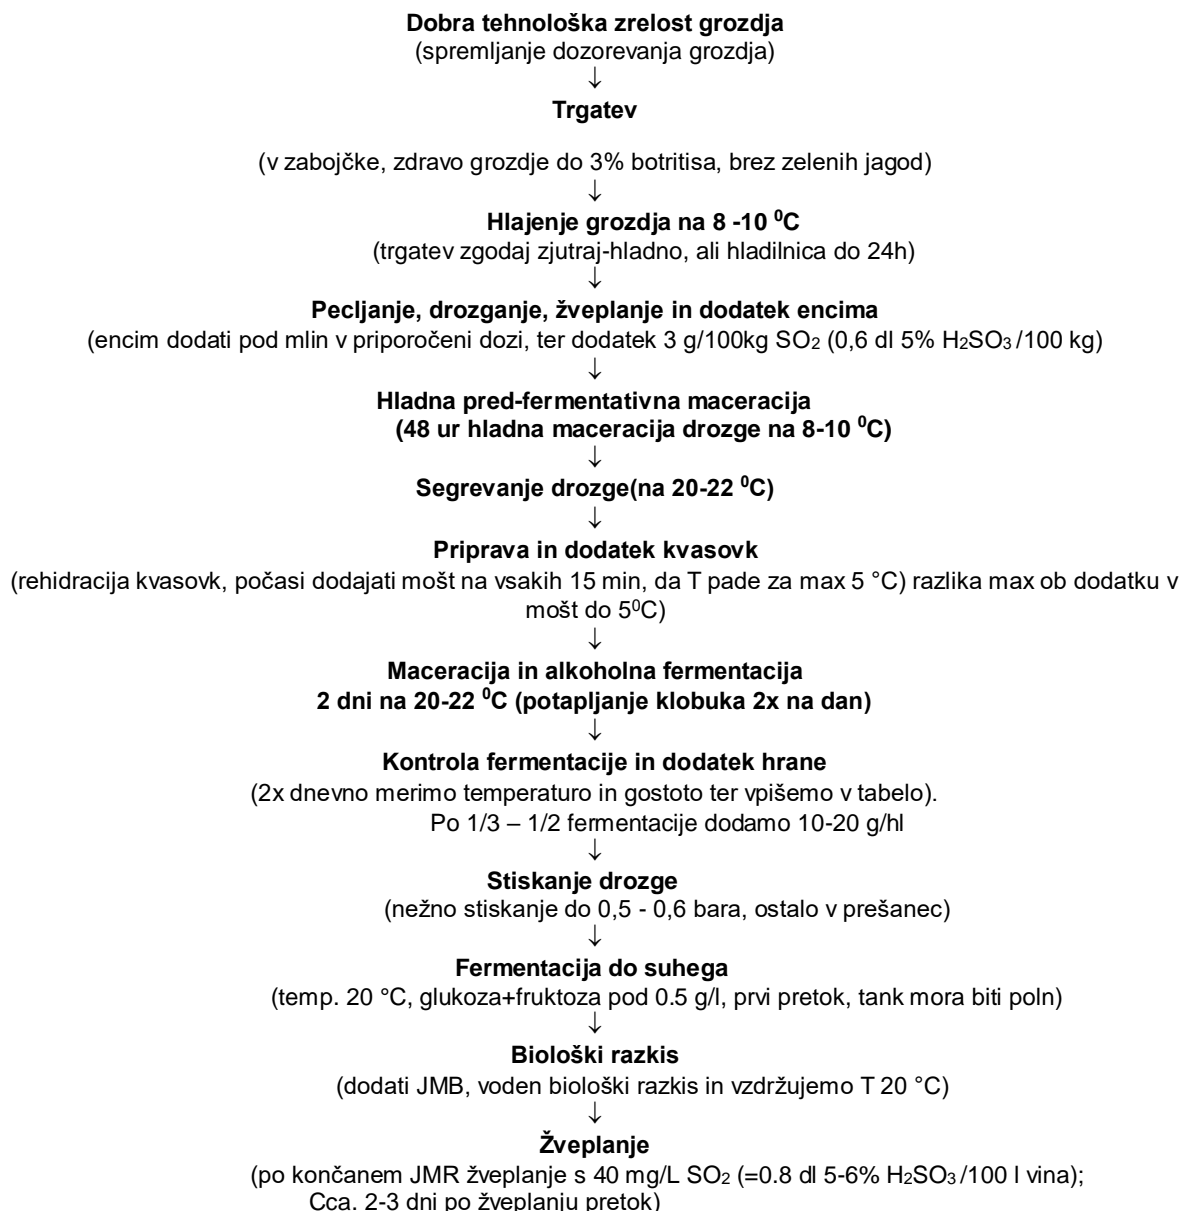 Dobra tehnološka zrelost grozdja
(spremljanje dozorevanja grozdja)
↓
Trgatev
(v zabojčke, zdravo grozdje do 3% botritisa, brez zelenih jagod)
↓
Hlajenje grozdja na 8 -10 ⁰C
(trgatev zgodaj zjutraj-hladno, ali hladilnica do 24h)
↓
Pecljanje, drozganje, žveplanje in dodatek encima
(encim dodati pod mlin v priporočeni dozi, ter dodatek 3 g/100kg SO₂ (0,6 dl 5% H₂SO₃ /100 kg)
↓
Hladna pred-fermentativna maceracija
(48 ur hladna maceracija drozge na 8-10 ⁰C)
↓
Segrevanje drozge(na 20-22 ⁰C)
↓
Priprava in dodatek kvasovk
(rehidracija kvasovk, počasi dodajati mošt na vsakih 15 min, da T pade za max 5 °C) razlika max ob dodatku v
mošt do 5⁰C)
↓
Maceracija in alkoholna fermentacija
2 dni na 20-22 ⁰C (potapljanje klobuka 2x na dan)
↓
Kontrola fermentacije in dodatek hrane
(2x dnevno merimo temperaturo in gostoto ter vpišemo v tabelo).
Po 1/3 – 1/2 fermentacije dodamo 10-20 g/hl
↓
Stiskanje drozge
(nežno stiskanje do 0,5 - 0,6 bara, ostalo v prešanec)
↓
Fermentacija do suhega
(temp. 20 °C, glukoza+fruktoza pod 0.5 g/l, prvi pretok, tank mora biti poln)
↓
Biološki razkis
(dodati JMB, voden biološki razkis in vzdržujemo T 20 °C)
↓
Žveplanje
(po končanem JMR žveplanje s 40 mg/L SO₂ (=0.8 dl 5-6% H₂SO₃ /100 l vina);
Cca. 2-3 dni po žveplanju pretok)